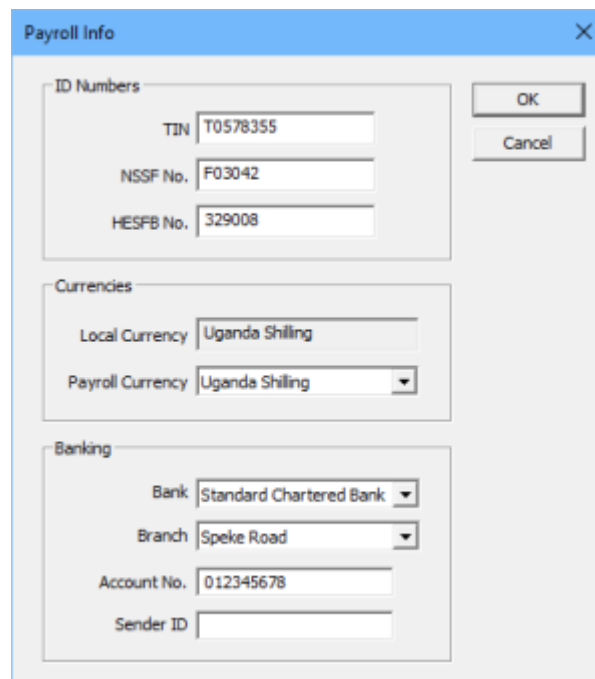 Payroll Info
ID Numbers
OK
TIN T0578355
Cancel
NSSF No. F03042
HESFB No. 329008
Currencies
Local Currency Uganda Shilling
Payroll Currency Uganda Shilling
Banking
Bank Standard Chartered Bank
Branch Speke Road
Account No. 012345678
Sender ID